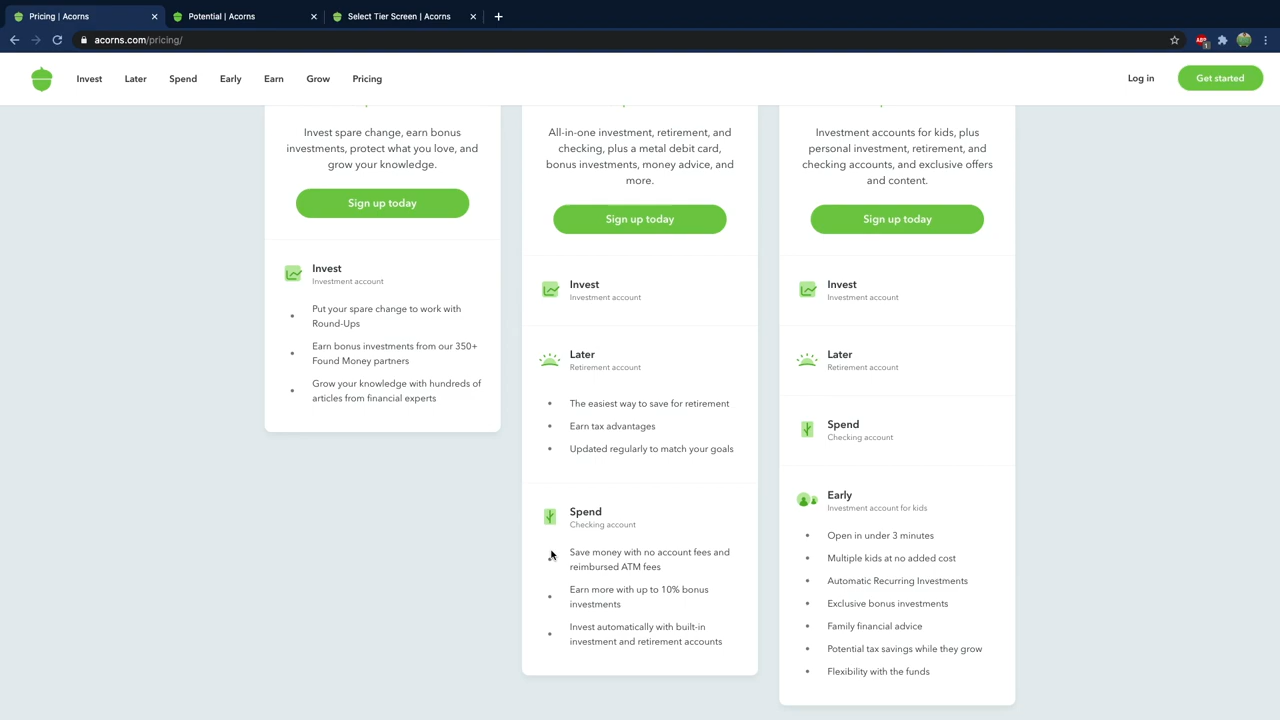 Pricing | Acorns
Potential | Acorns
Select Tier Screen | Acorns
acorns.com/pricing/
ABP
1
Invest
Later
Spend
Early
Earn
Grow
Pricing
Log in
Get started
Invest spare change, earn bonus
investments, protect what you love, and
grow your knowledge.
Sign up today
Invest
Investment account
Put your spare change to work with
Round-Ups
Earn bonus investments from our 350+
Found Money partners
Grow your knowledge with hundreds of
articles from financial experts
All-in-one investment, retirement, and
checking, plus a metal debit card,
bonus investments, money advice, and
more.
Sign up today
Invest
Investment account
Later
Retirement account
The easiest way to save for retirement
Earn tax advantages
Updated regularly to match your goals
Spend
Checking account
Save money with no account fees and
reimbursed ATM fees
Earn more with up to 10% bonus
investments
Invest automatically with built-in
investment and retirement accounts
Investment accounts for kids, plus
personal investment, retirement, and
checking accounts, and exclusive offers
and content.
Sign up today
Invest
Investment account
Later
Retirement account
Spend
Checking account
Early
Investment account for kids
Open in under 3 minutes
Multiple kids at no added cost
Automatic Recurring Investments
Exclusive bonus investments
Family financial advice
Potential tax savings while they grow
Flexibility with the funds